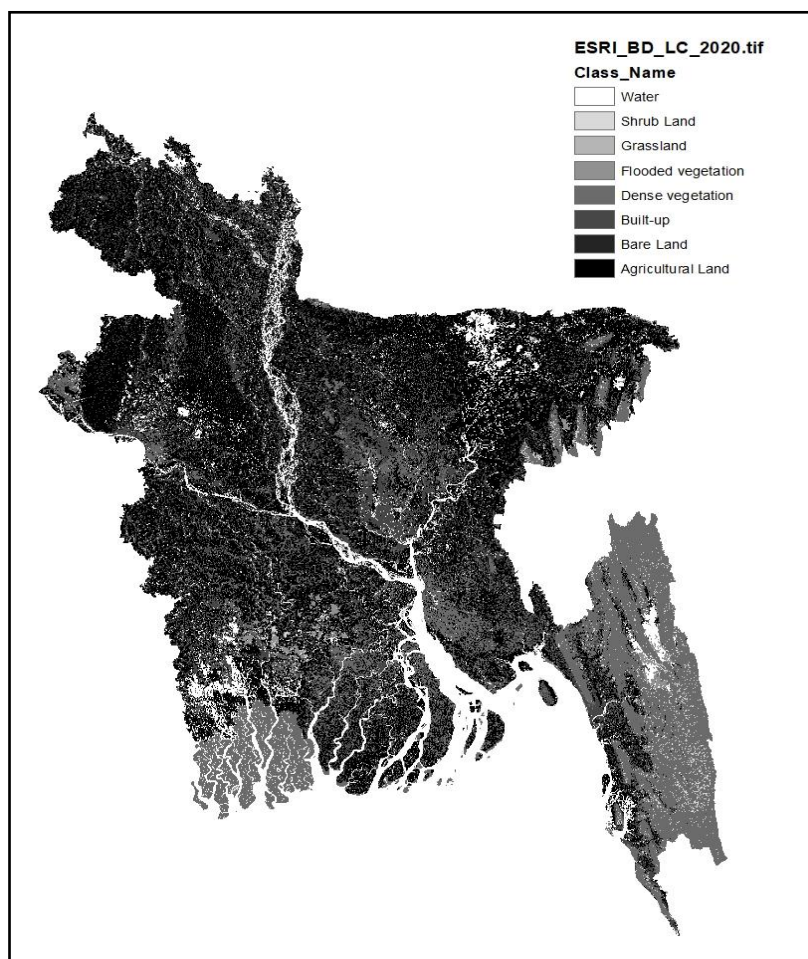 ESRI_BD_LC_2020.tif
Class_Name
Water
Shrub Land
Grassland
Flooded vegetation
Dense vegetation
Built-up
Bare Land
Agricultural Land